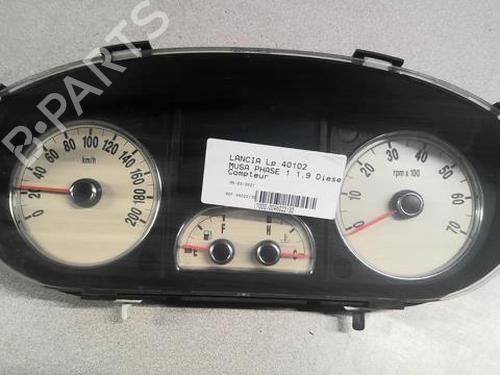 B-PARTS
LANCIA Lp 40102
MUSA PHASE 1 1.9 Diese
Compteur
0 20 40 60 80 100 120 140 160 180 200
km/h
E F H C
rpm x 100
10 20 30 40 50 60 70